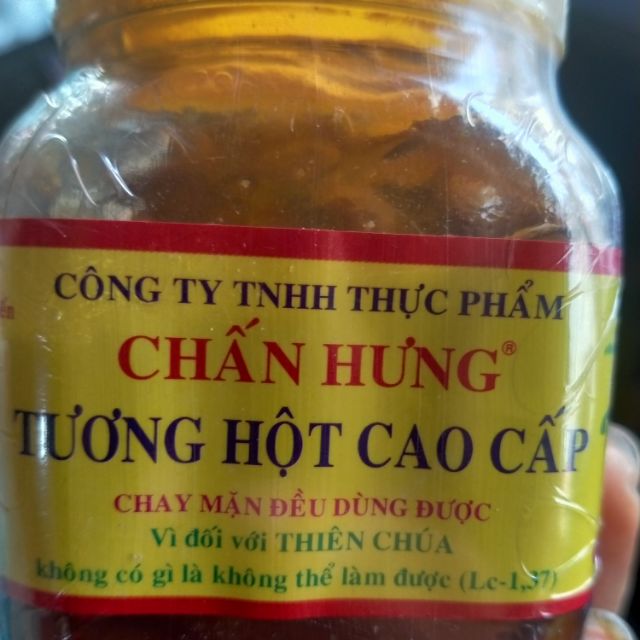 CÔNG TY TNHH THỰC PHẨM
CHẤN HƯNG®
TƯƠNG HỘT CAO CẤP
CHAY MẶN ĐỀU DÙNG ĐƯỢC
Vì đối với THIÊN CHÚA
không có gì là không thể làm được (Lc-1,37)